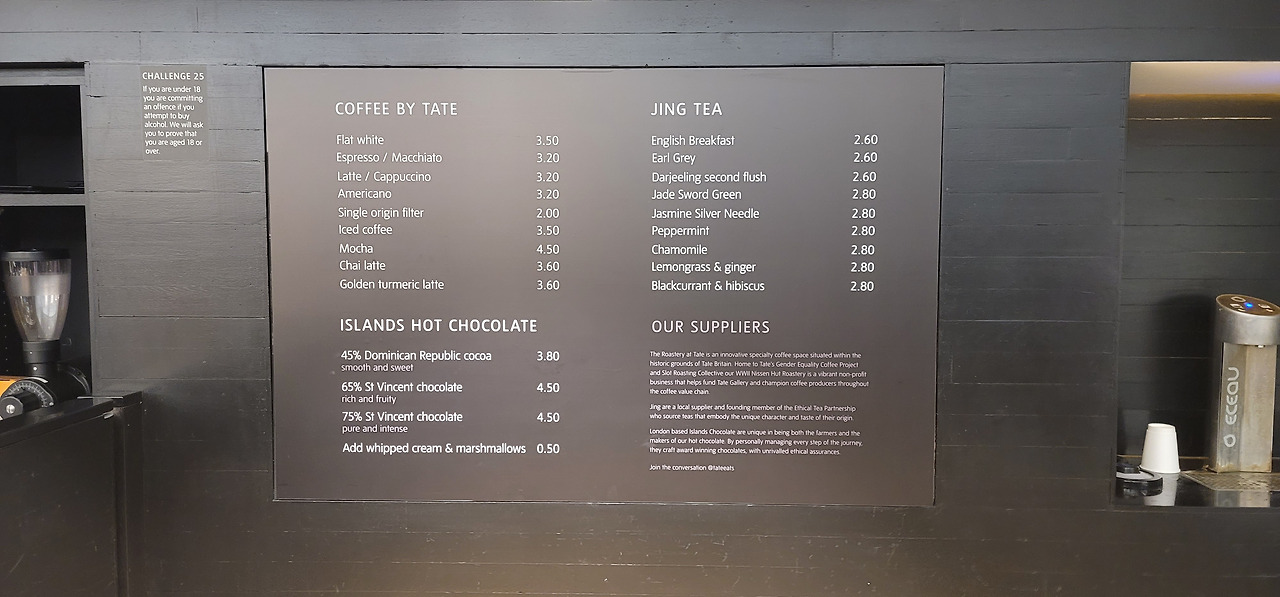 CHALLENGE 25
If you are under 18
you are committing
an offence if you
attempt to buy
alcohol. We will ask
you to prove that
you are aged 18 or
over.
COFFEE BY TATE
Flat white 3.50
Espresso / Macchiato 3.20
Latte / Cappuccino 3.20
Americano 3.20
Single origin filter 2.00
Iced coffee 3.50
Mocha 4.50
Chai latte 3.60
Golden turmeric latte 3.60
ISLANDS HOT CHOCOLATE
45% Dominican Republic cocoa 3.80
smooth and sweet
65% St Vincent chocolate 4.50
rich and fruity
75% St Vincent chocolate 4.50
pure and intense
Add whipped cream & marshmallows 0.50
JING TEA
English Breakfast 2.60
Earl Grey 2.60
Darjeeling second flush 2.60
Jade Sword Green 2.80
Jasmine Silver Needle 2.80
Peppermint 2.80
Chamomile 2.80
Lemongrass & ginger 2.80
Blackcurrant & hibiscus 2.80
OUR SUPPLIERS
The Roastery at Tate is an innovative specialty coffee space situated within the
historic grounds of Tate Britain. Home to Tate's Gender Equality Coffee Project
and Slot Roasting Collective our WWII Nissen Hut Roastery is a vibrant non-profit
business that helps fund Tate Gallery and champion coffee producers throughout
the coffee value chain.
Jing are a local supplier and founding member of the Ethical Tea Partnership
who source teas that embody the unique character and taste of their origin.
London based Islands Chocolate are unique in being both the farmers and the
makers of our hot chocolate. By personally managing every step of the journey,
they craft award winning chocolates, with unrivalled ethical assurances.
Join the conversation @tateeats
ECEAU